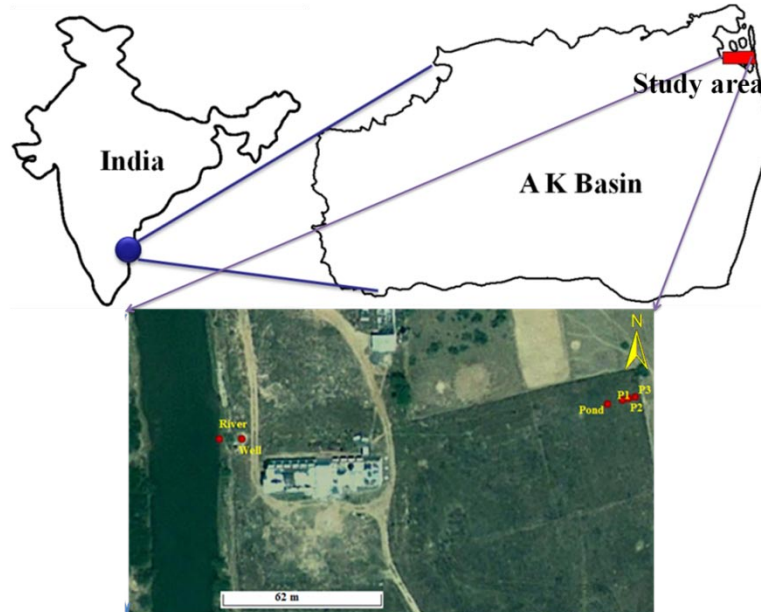 India
Study area
A K Basin
N
P1
P3
Pond
P2
River
Well
62 m